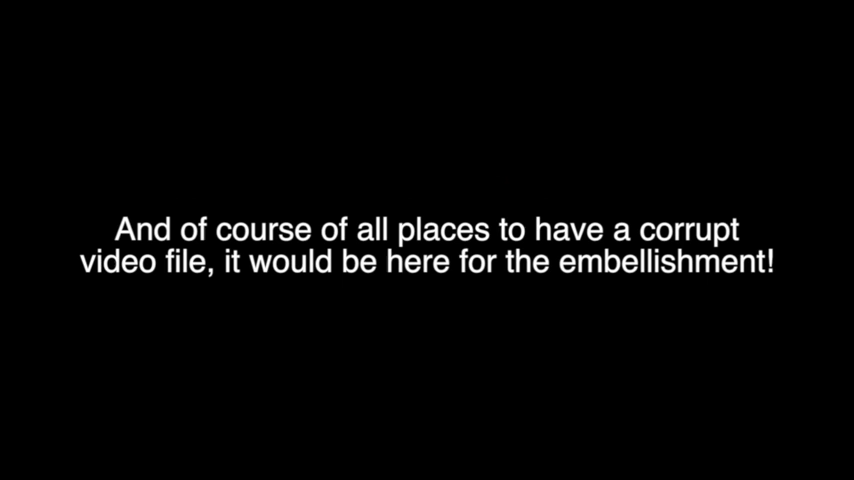 And of course of all places to have a corrupt
video file, it would be here for the embellishment!